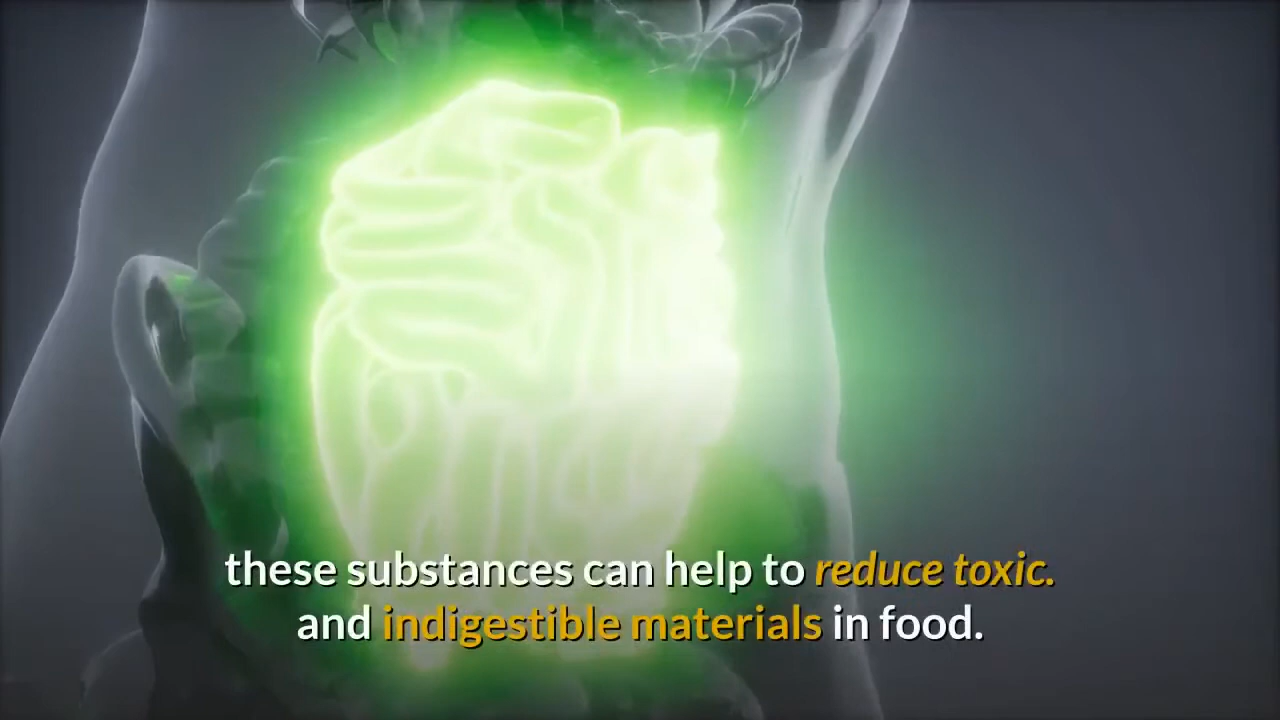 these substances can help to reduce toxic.
and indigestible materials in food.